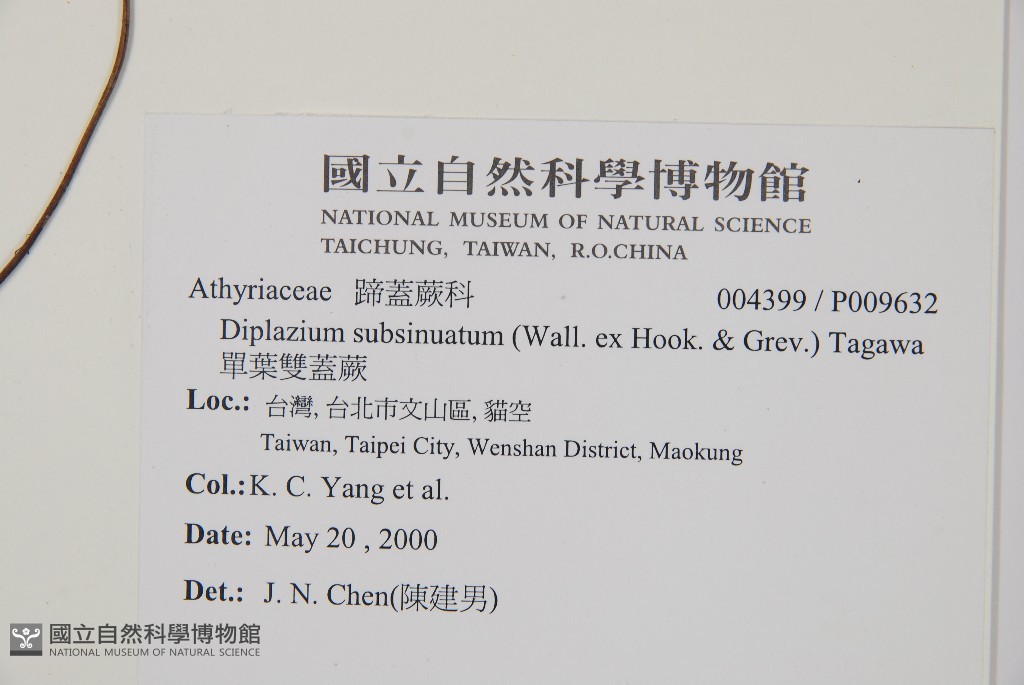 國立自然科學博物館
NATIONAL MUSEUM OF NATURAL SCIENCE
TAICHUNG, TAIWAN, R.O.CHINA
Athyriaceae 蹄蓋蕨科 004399 / P009632
Diplazium subsinuatum (Wall. ex Hook. & Grev.) Tagawa
單葉雙蓋蕨
Loc.: 台灣, 台北市文山區, 貓空
Taiwan, Taipei City, Wenshan District, Maokung
Col.: K. C. Yang et al.
Date: May 20 , 2000
Det.: J. N. Chen(陳建男)
國立自然科學博物館
NATIONAL MUSEUM OF NATURAL SCIENCE